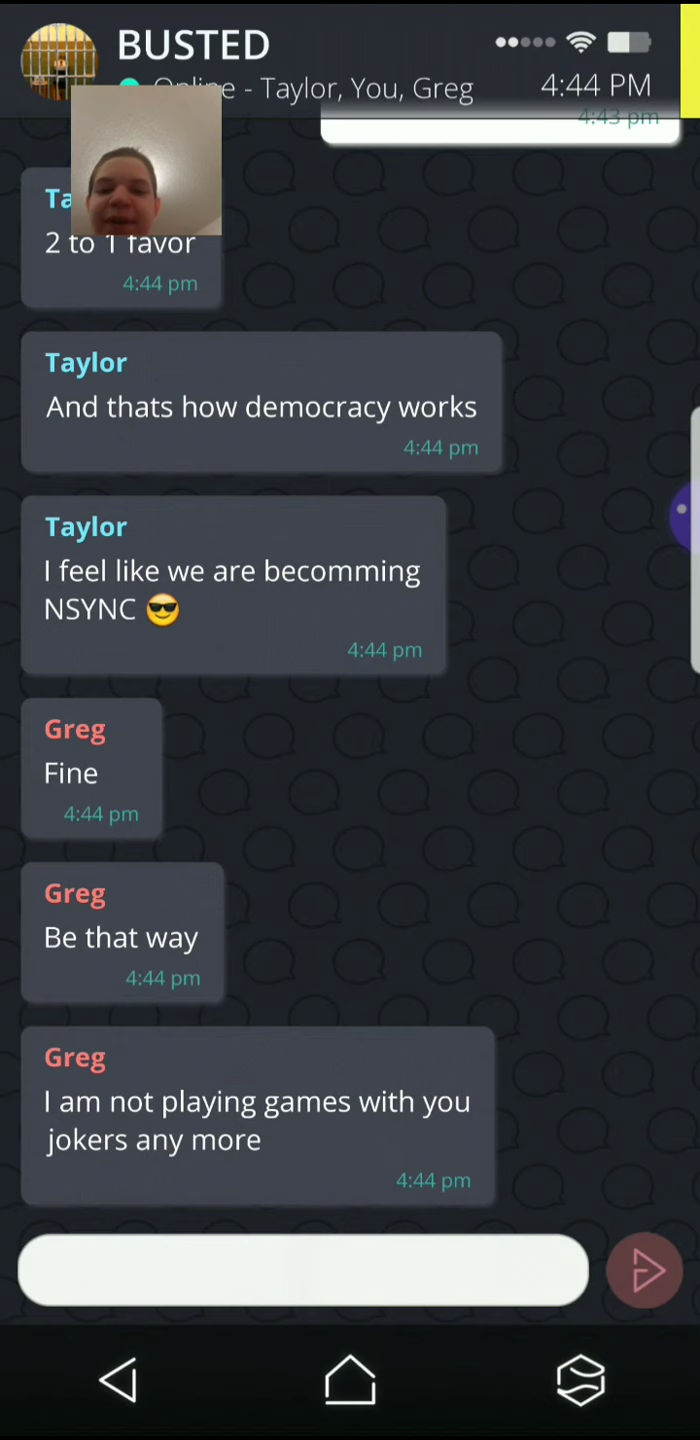 BUSTED
Online - Taylor, You, Greg
4:44 PM
4:43 pm
2 to 1 favor
4:44 pm
Taylor
And thats how democracy works
4:44 pm
Taylor
I feel like we are becomming
NSYNC 😎
4:44 pm
Greg
Fine
4:44 pm
Greg
Be that way
4:44 pm
Greg
I am not playing games with you
jokers any more
4:44 pm